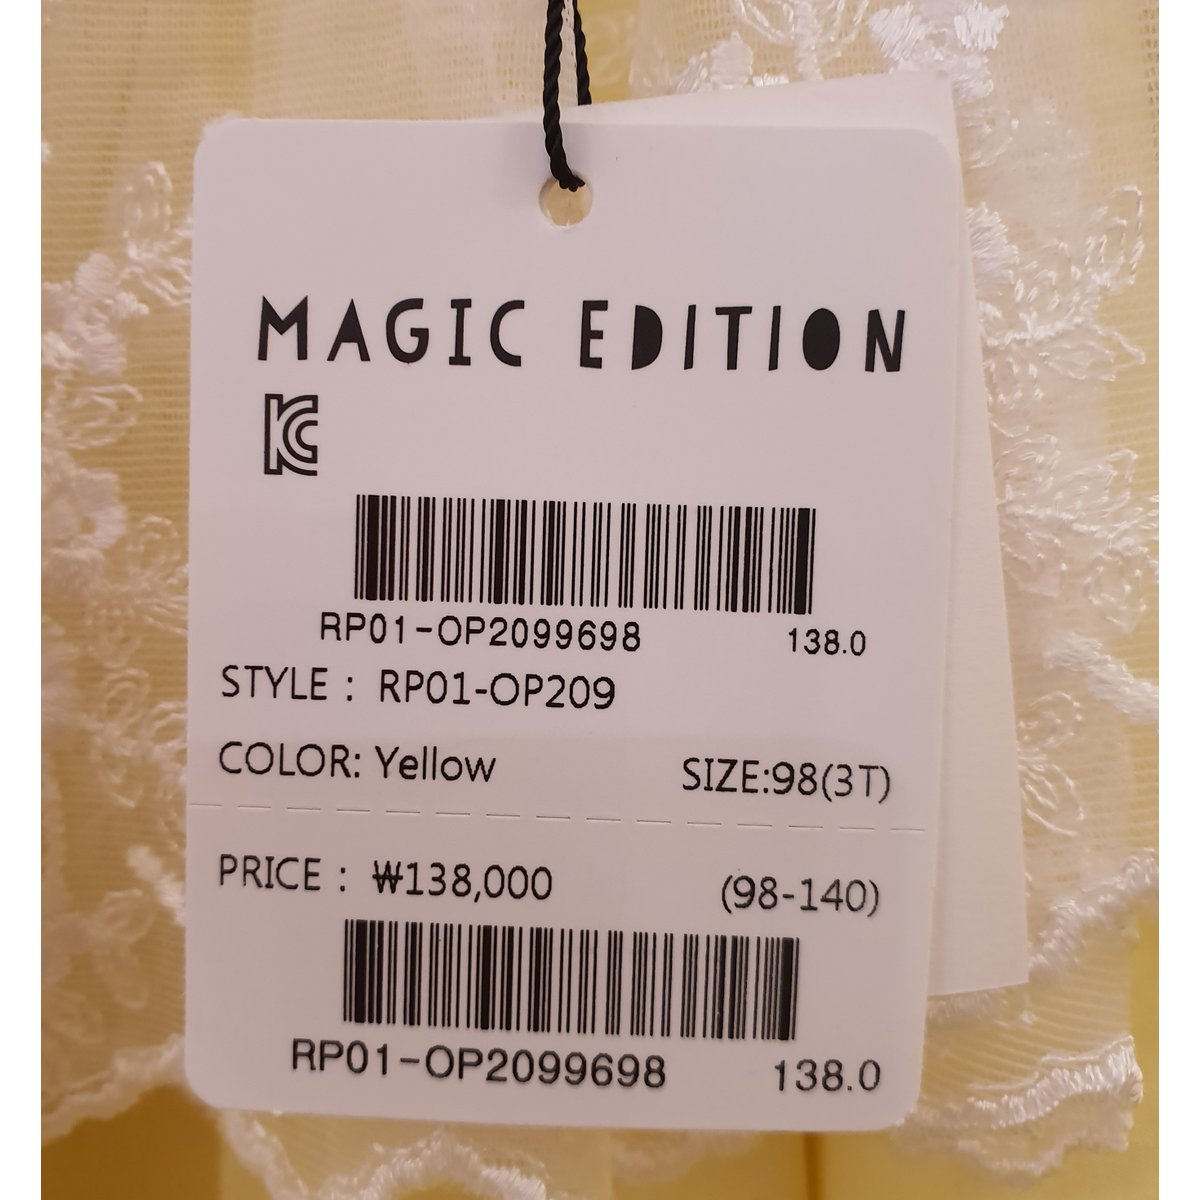 MAGIC EDITION
KC
RP01-OP2099698 138.0
STYLE : RP01-OP209
COLOR: Yellow SIZE:98(3T)
PRICE : ₩138,000 (98-140)
RP01-OP2099698 138.0